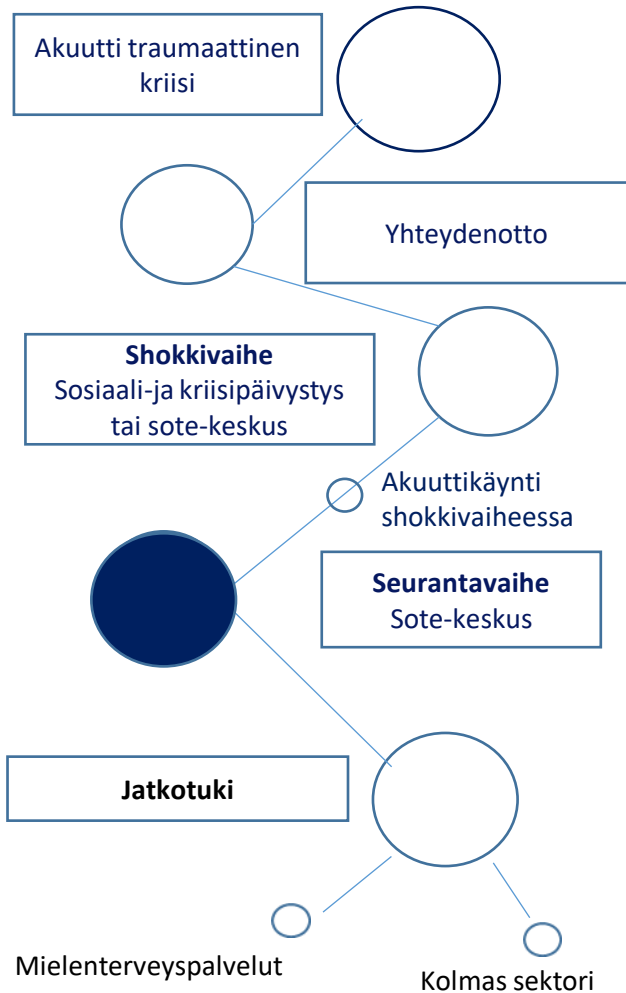 Akuutti traumaattinen
kriisi
Yhteydenotto
Shokkivaihe
Sosiaali-ja kriisipäivystys
tai sote-keskus
Akuuttikäynti
shokkivaiheessa
Seurantavaihe
Sote-keskus
Jatkotuki
Mielenterveyspalvelut
Kolmas sektori